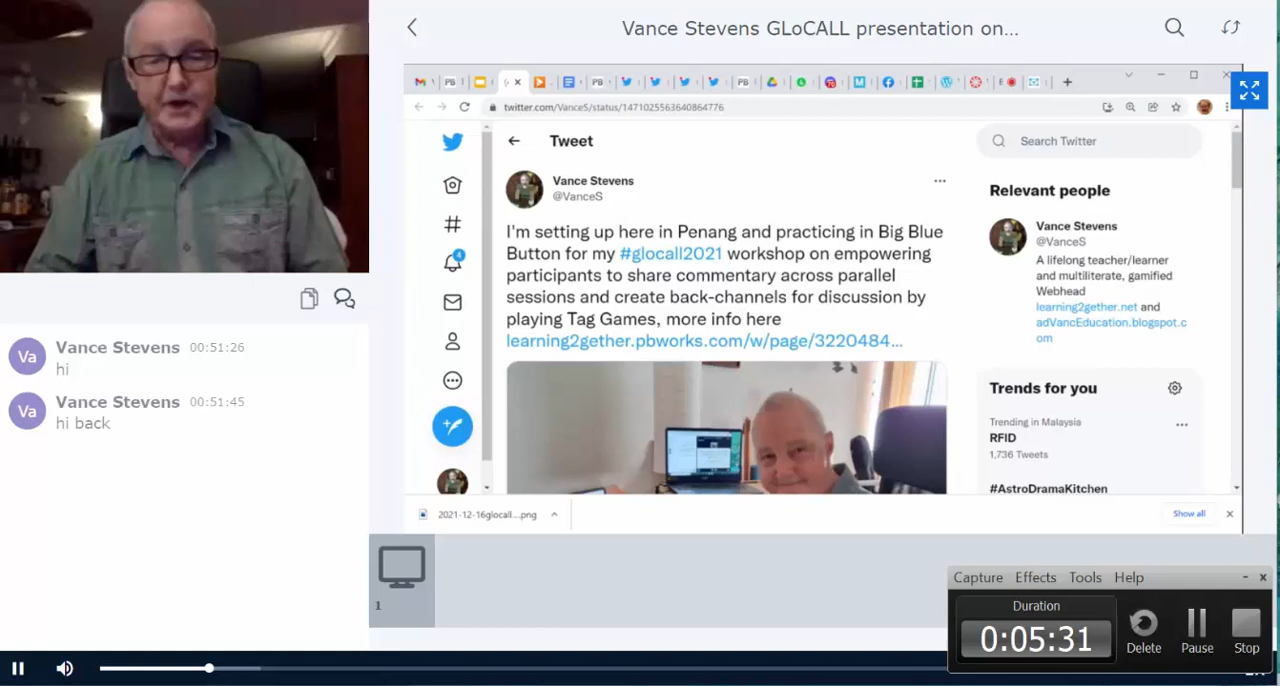 Vance Stevens GLoCALL presentation on...
twitter.com/VanceS/status/1471025563640864776
Tweet
Search Twitter
Vance Stevens
@VanceS
I'm setting up here in Penang and practicing in Big Blue
Button for my #glocall2021 workshop on empowering
participants to share commentary across parallel
sessions and create back-channels for discussion by
playing Tag Games, more info here
learning2gether.pbworks.com/w/page/3220484...
Relevant people
Vance Stevens
@VanceS
A lifelong teacher/learner
and multiliterate, gamified
Webhead
learning2gether.net and
adVancEducation.blogspot.c
om
Trends for you
Trending in Malaysia
RFID
1,736 Tweets
#AstroDramaKitchen
2021-12-16glocall....png
Show all
Va
Vance Stevens 00:51:26
hi
Va
Vance Stevens 00:51:45
hi back
1
Capture Effects Tools Help
Duration
0:05:31
Delete Pause Stop